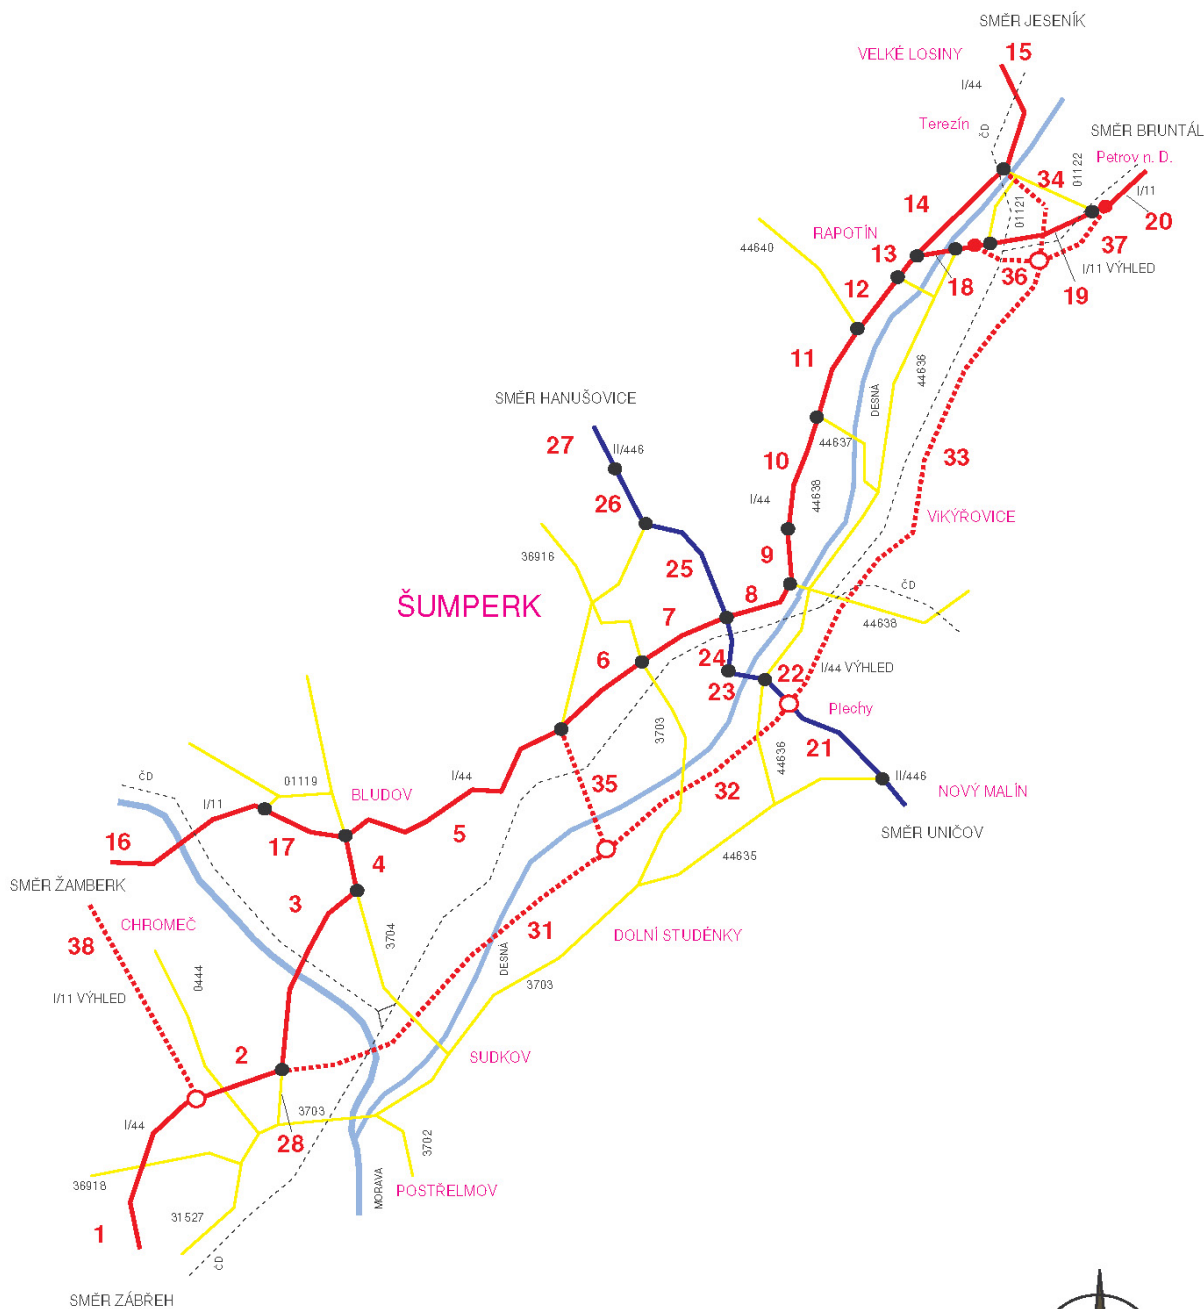 SMĚR JESENÍK
VELKÉ LOSINY
15
I/44
Terezín
ČD
SMĚR BRUNTÁL
Petrov n. D.
34
01122
I/11
14
01121
20
RAPOTÍN
44640
13
37
36
I/11 VÝHLED
12
18
19
11
44636
DESNÁ
SMĚR HANUŠOVICE
27
II/446
44637
33
10
26
I/44
44638
ViKÝŘOVICE
36916
9
25
ČD
ŠUMPERK
8
7
44638
6
24
22
I/44 VÝHLED
23
Plechy
3703
21
44636
ČD
01119
I/44
35
32
II/446
I/11
BLUDOV
NOVÝ MALÍN
5
SMĚR UNIČOV
16
17
4
44635
SMĚR ŽAMBERK
3
CHROMEČ
31
DOLNÍ STUDÉNKY
38
3704
DESNÁ
0444
3703
I/11 VÝHLED
2
SUDKOV
3703
I/44
28
3702
36918
MORAVA
POSTŘELMOV
31527
1
ČD
SMĚR ZÁBŘEH